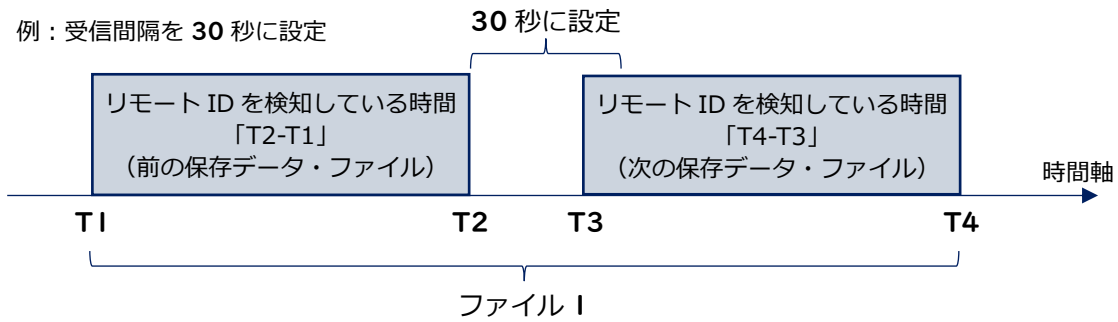 例：受信間隔を 30 秒に設定
30 秒に設定
リモート ID を検知している時間
「T2-T1」
（前の保存データ・ファイル）
リモート ID を検知している時間
「T4-T3」
（次の保存データ・ファイル）
時間軸
T1
T2
T3
T4
ファイル 1